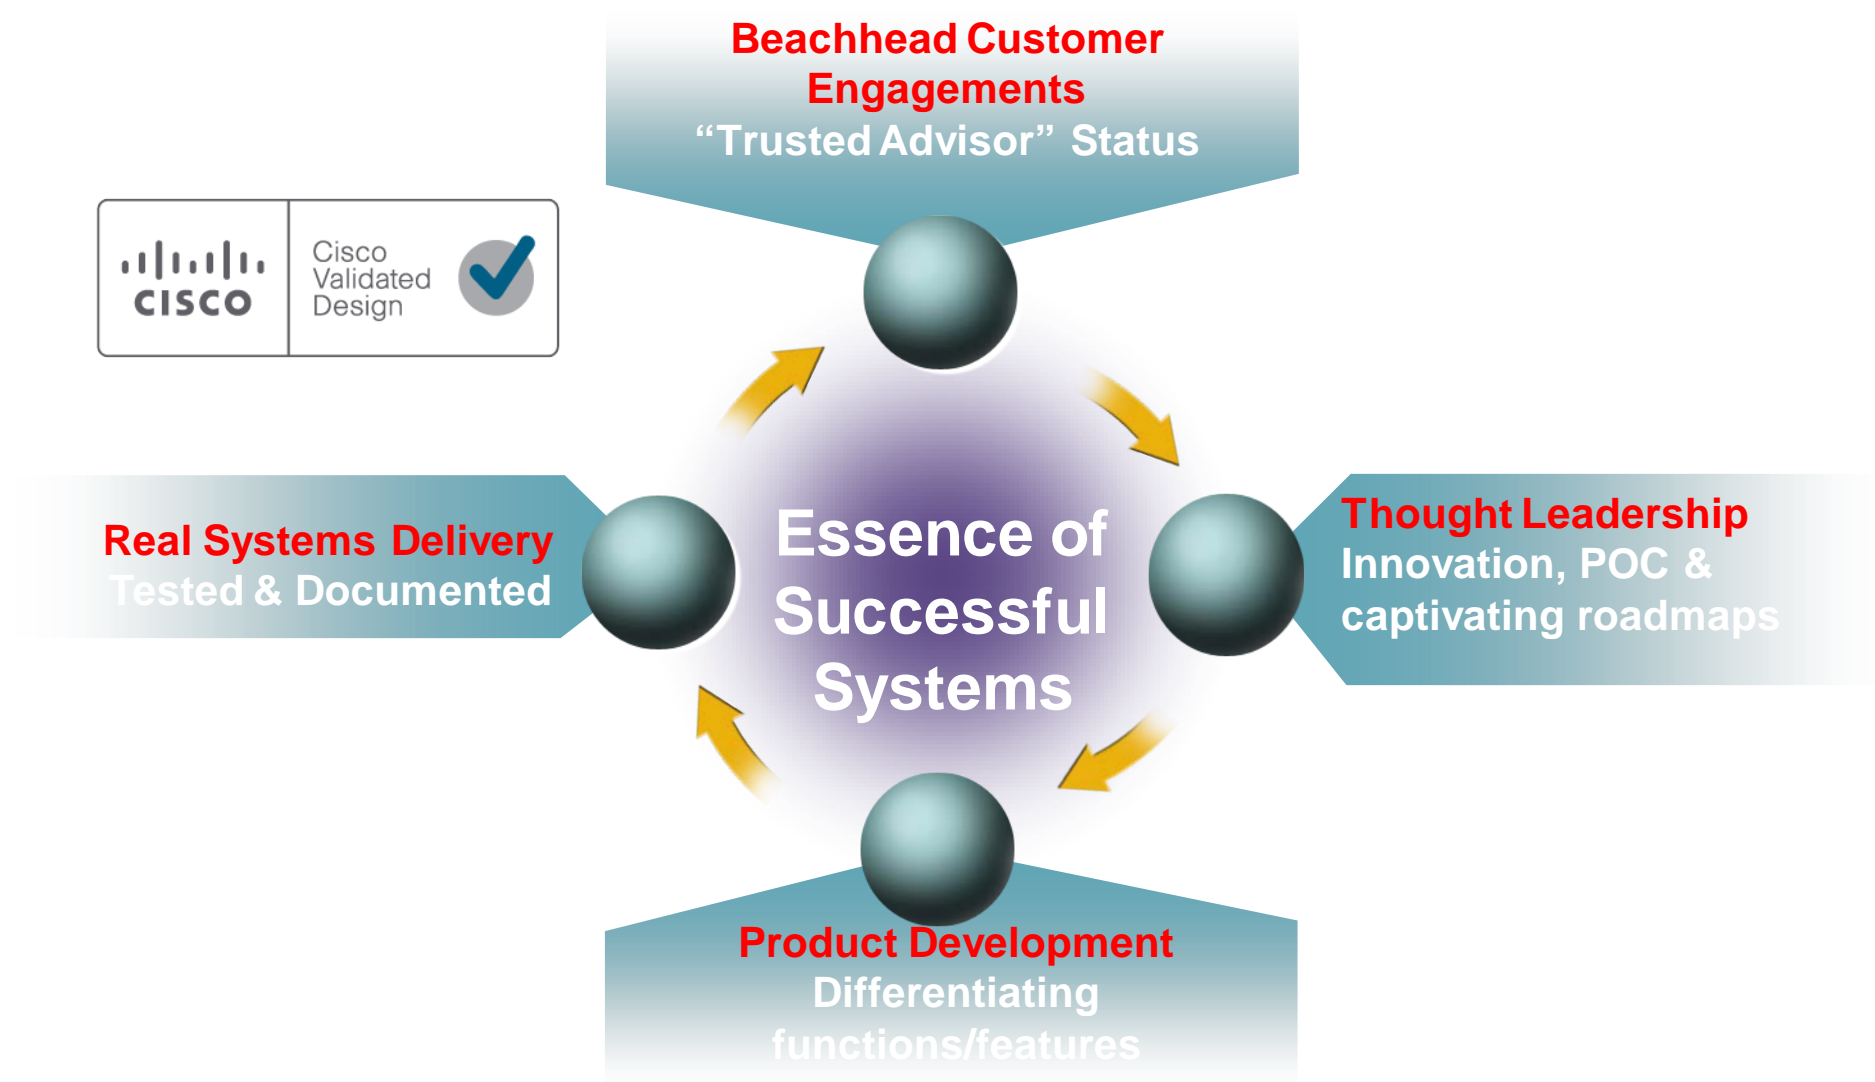 Beachhead Customer
Engagements
“Trusted Advisor” Status
CISCO
Cisco
Validated
Design
Real Systems Delivery
Tested & Documented
Essence of
Successful
Systems
Thought Leadership
Innovation, POC &
captivating roadmaps
Product Development
Differentiating
functions/features